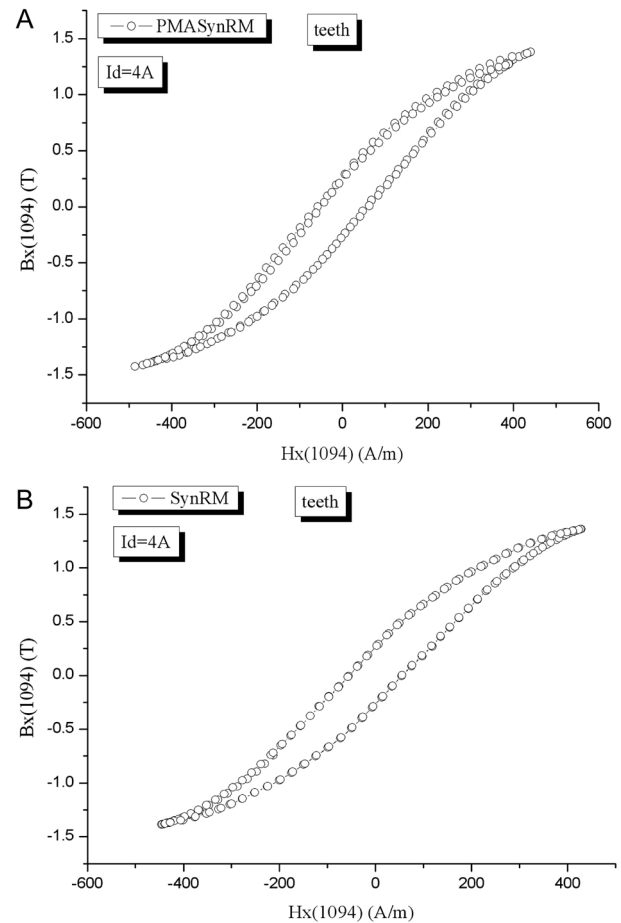 A
—○— PMASynRM
teeth
Id=4A
1.5
1.0
0.5
0.0
-0.5
-1.0
-1.5
Bx(1094) (T)
-600 -400 -200 0 200 400 600
Hx(1094) (A/m)
B
—○— SynRM
teeth
Id=4A
1.5
1.0
0.5
0.0
-0.5
-1.0
-1.5
Bx(1094) (T)
-600 -400 -200 0 200 400
Hx(1094) (A/m)